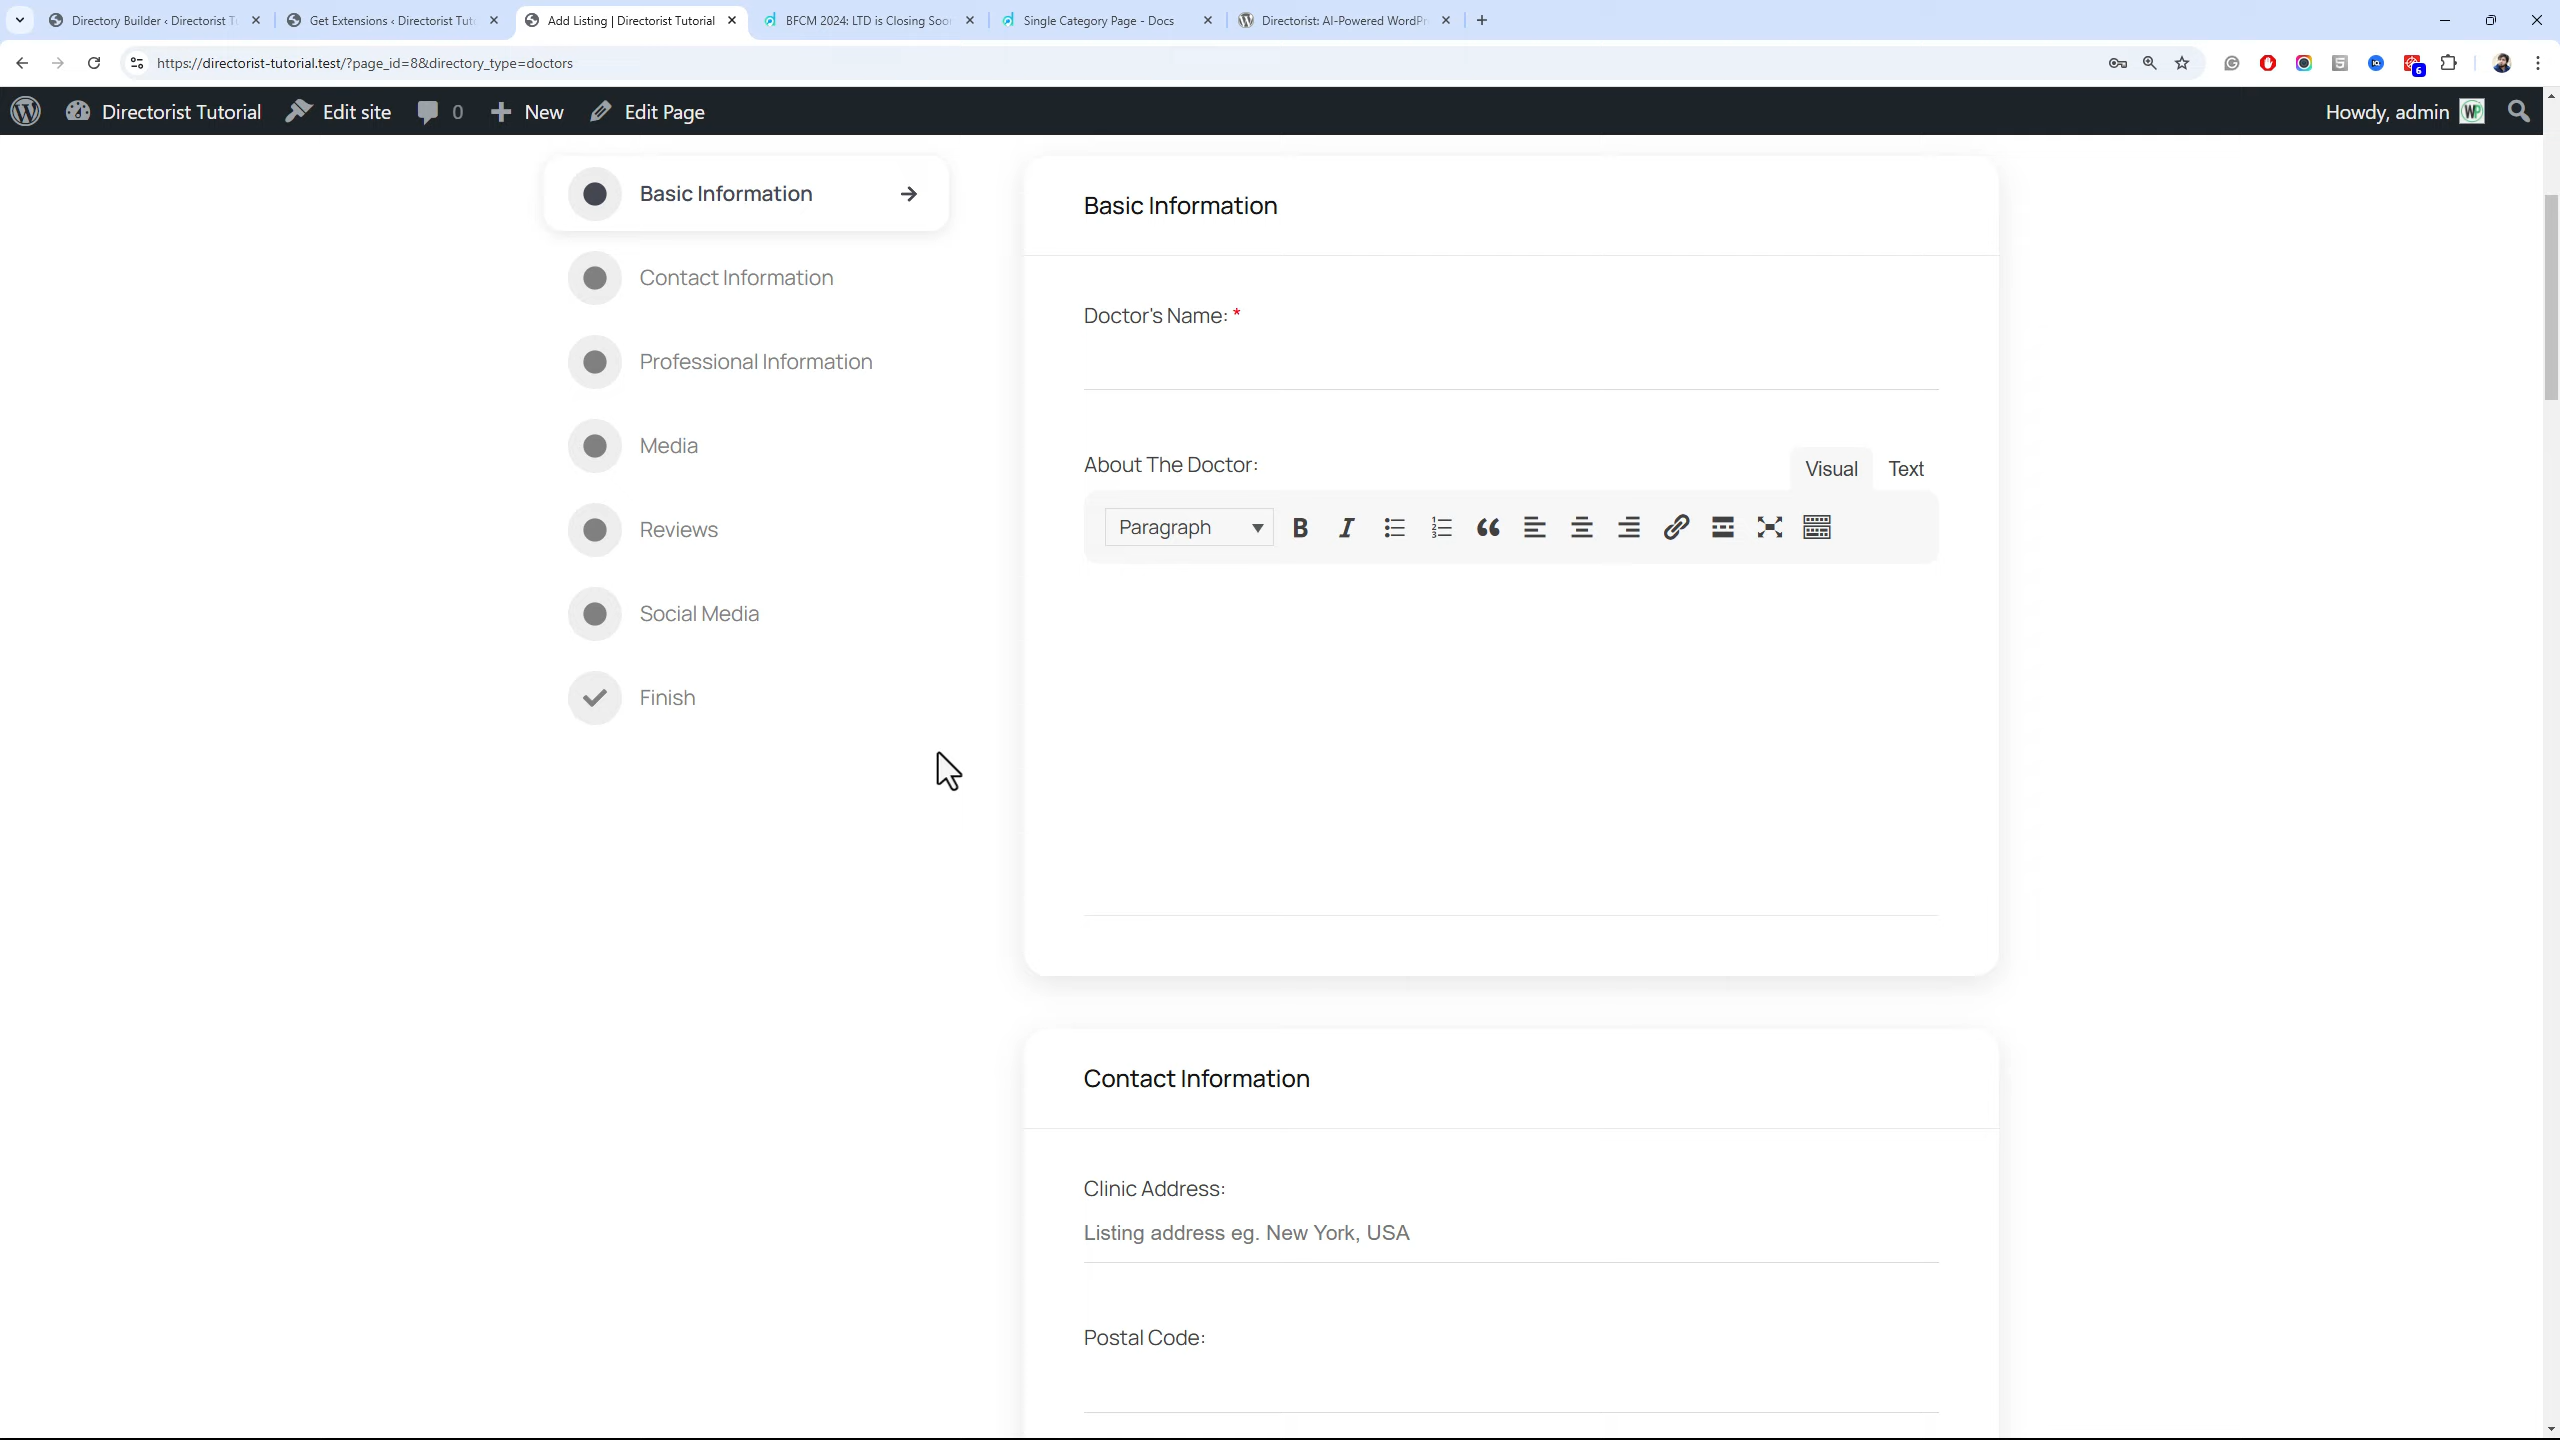 Directory Builder ‹ Directorist T
Get Extensions ‹ Directorist Tut
Add Listing | Directorist Tutorial
BFCM 2024: LTD is Closing Soo
Single Category Page - Docs
Directorist: AI-Powered WordPr
https://directorist-tutorial.test/?page_id=8&directory_type=doctors
6
Directorist Tutorial
Edit site
0
New
Edit Page
Howdy, admin
Basic Information
Contact Information
Professional Information
Media
Reviews
Social Media
Finish
Basic Information
Doctor's Name: *
About The Doctor:
Visual
Text
Paragraph
Contact Information
Clinic Address:
Listing address eg. New York, USA
Postal Code: